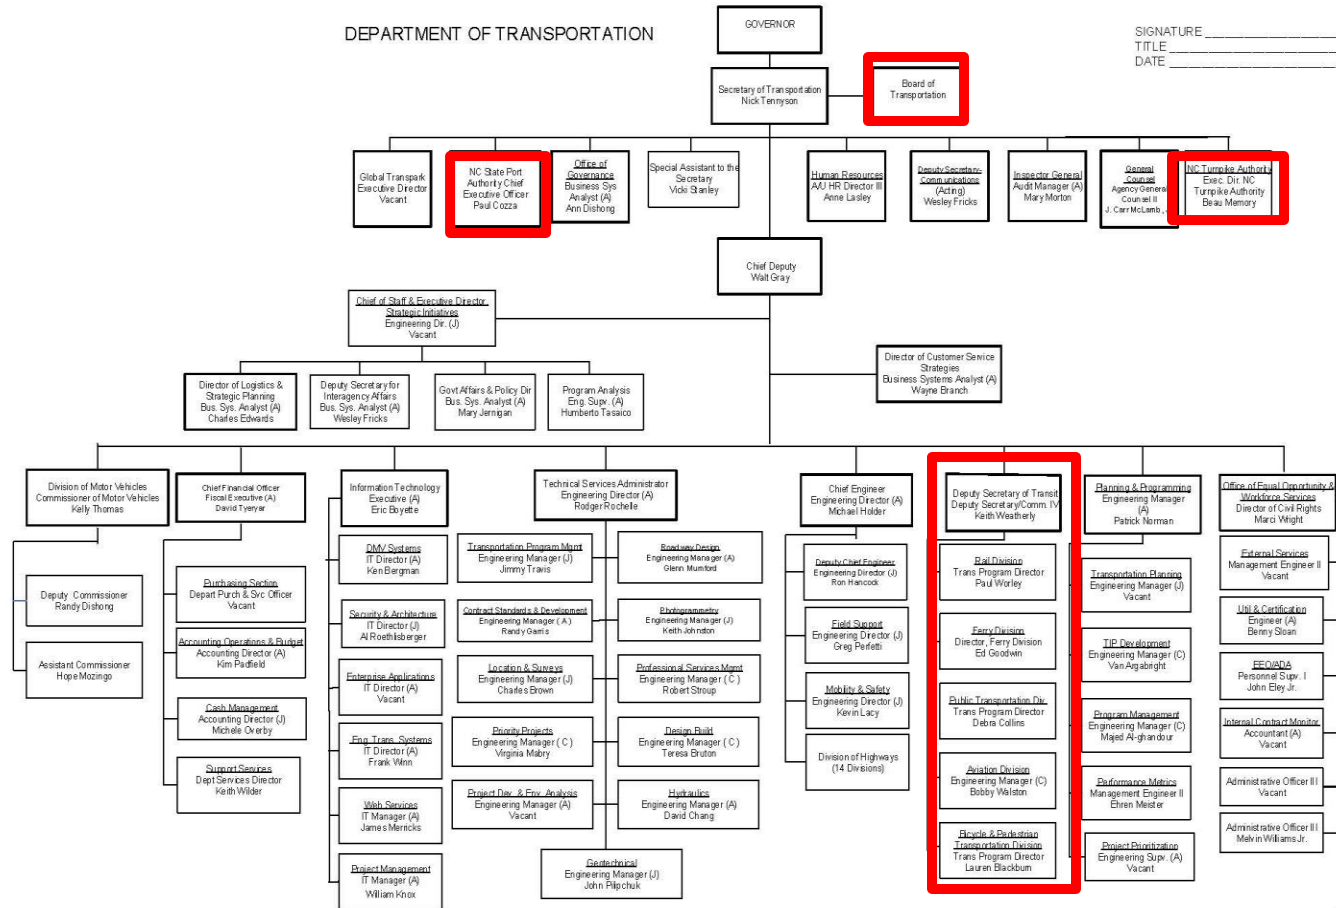 DEPARTMENT OF TRANSPORTATION
GOVERNOR
SIGNATURE
TITLE
DATE
Secretary of Transportation
Nick Tennyson
Board of
Transportation
Global Transpark
Executive Director
Vacant
NC State Port
Authority Chief
Executive Officer
Paul Cozza
Office of
Governance
Business Sys
Analyst (A)
Ann Dishong
Special Assistant to the
Secretary
Vicki Stanley
Human Resources
A/U HR Director III
Anne Lasley
Deputy Secretary-
Communications
(Acting)
Wesley Fricks
Inspector General
Audit Manager (A)
Mary Morton
General
Counsel
Agency General
Counsel II
J. Carr McLamb, J
NC Turnpike Authority
Exec. Dir. NC
Turnpike Authority
Beau Memory
Chief Deputy
Walt Gray
Chief of Staff & Executive Director,
Strategic Initiatives
Engineering Dir. (J)
Vacant
Director of Customer Service
Strategies
Business Systems Analyst (A)
Wayne Branch
Director of Logistics &
Strategic Planning
Bus. Sys. Analyst (A)
Charles Edwards
Deputy Secretary for
Interagency Affairs
Bus. Sys. Analyst (A)
Wesley Fricks
Govt Affairs & Policy Dir
Bus. Sys. Analyst (A)
Mary Jernigan
Program Analysis
Eng. Supv. (A)
Humberto Tasaico
Division of Motor Vehicles
Commissioner of Motor Vehicles
Kelly Thomas
Deputy Commissioner
Randy Dishong
Assistant Commissioner
Hope Mozingo
Chief Financial Officer
Fiscal Executive (A)
David Tyeryar
Purchasing Section
Depart Purch & Svc Officer
Vacant
Accounting Operations & Budget
Accounting Director (A)
Kim Padfield
Cash Management
Accounting Director (J)
Michele Overby
Support Services
Dept Services Director
Keith Wilder
Information Technology
Executive (A)
Eric Boyette
DMV Systems
IT Director (A)
Ken Bergman
Security & Architecture
IT Director (J)
Al Roethlisberger
Enterprise Applications
IT Director (A)
Vacant
Eng. Trans. Systems
IT Director (A)
Frank Winn
Web Services
IT Manager (A)
James Merricks
Project Management
IT Manager (A)
William Knox
Technical Services Administrator
Engineering Director (A)
Rodger Rochelle
Transportation Program Mgmt
Engineering Manager (J)
Jimmy Travis
Roadway Design
Engineering Manager (A)
Glenn Mumford
Contract Standards & Development
Engineering Manager ( A )
Randy Garris
Photogrammetry
Engineering Manager (J)
Keith Johnston
Location & Surveys
Engineering Manager (J)
Charles Brown
Professional Services Mgmt
Engineering Manager ( C )
Robert Stroup
Priority Projects
Engineering Manager ( C )
Virginia Mabry
Design Build
Engineering Manager ( C )
Teresa Bruton
Project Dev. & Env. Analysis
Engineering Manager (A)
Vacant
Hydraulics
Engineering Manager (A)
David Chang
Geotechnical
Engineering Manager (J)
John Pilipchuk
Chief Engineer
Engineering Director (A)
Michael Holder
Deputy Chief Engineer
Engineering Director (J)
Ron Hancock
Field Support
Engineering Director (J)
Greg Perfetti
Mobility & Safety
Engineering Director (J)
Kevin Lacy
Division of Highways
(14 Divisions)
Deputy Secretary of Transit
Deputy Secretary/Comm. IV
Keith Weatherly
Rail Division
Trans Program Director
Paul Worley
Ferry Division
Director, Ferry Division
Ed Goodwin
Public Transportation Div.
Trans Program Director
Debra Collins
Aviation Division
Engineering Manager (C)
Bobby Walston
Bicycle & Pedestrian
Transportation Division
Trans Program Director
Lauren Blackburn
Planning & Programming
Engineering Manager
(A)
Patrick Norman
Transportation Planning
Engineering Manager (J)
Vacant
TIP Development
Engineering Manager (C)
Van Argabright
Program Management
Engineering Manager (C)
Majed Al-ghandour
Performance Metrics
Management Engineer II
Ehren Meister
Project Prioritization
Engineering Supv. (A)
Vacant
Office of Equal Opportunity &
Workforce Services
Director of Civil Rights
Marci Wright
External Services
Management Engineer II
Vacant
Util & Certification
Engineer (A)
Benny Sloan
EEO/ADA
Personnel Supv. I
John Eley Jr.
Internal Contract Monitor
Accountant (A)
Vacant
Administrative Officer III
Vacant
Administrative Officer III
Melvin Williams Jr.